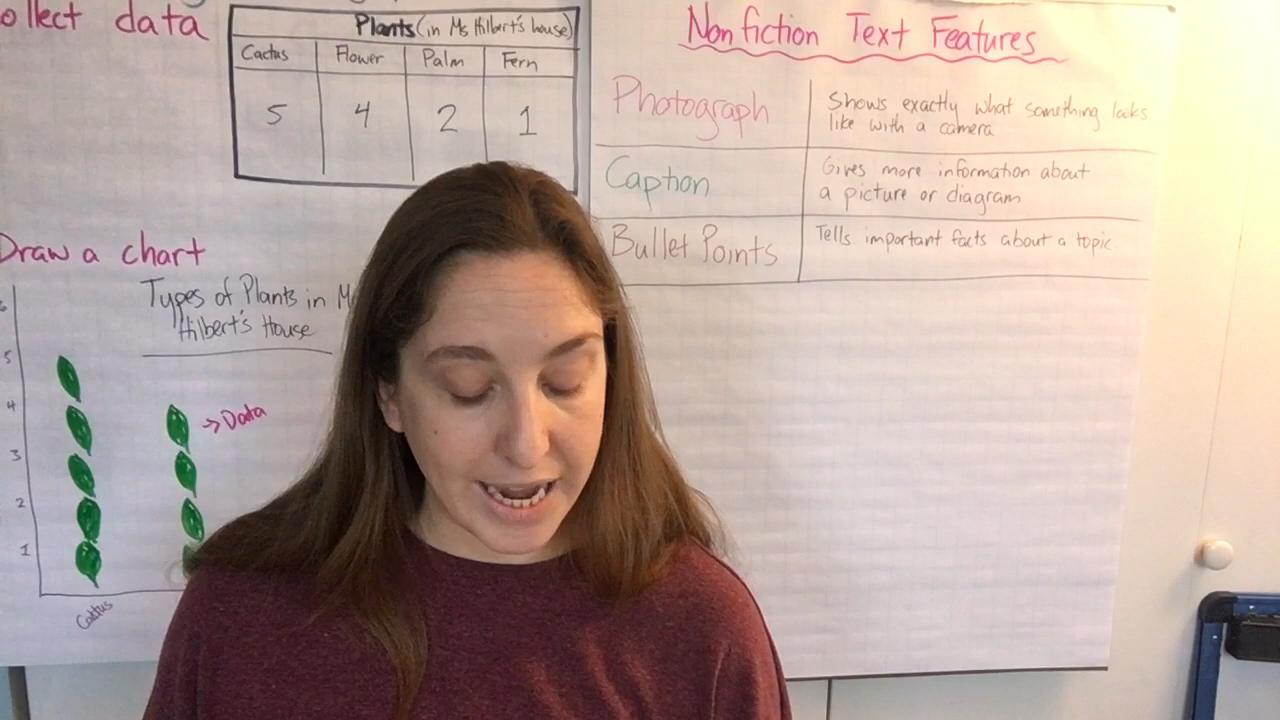 ollect data
Plants (in Ms Hilbert's house)
Cactus Flower Palm Fern
5 4 2 1
Draw a chart
Types of Plants in M
Hilbert's House
5
4
3
2
1
→ Data
Cactus
Nonfiction Text Features
Photograph
Shows exactly what something looks
like with a camera
Caption
Gives more information about
a picture or diagram
Bullet Points
Tells important facts about a topic.